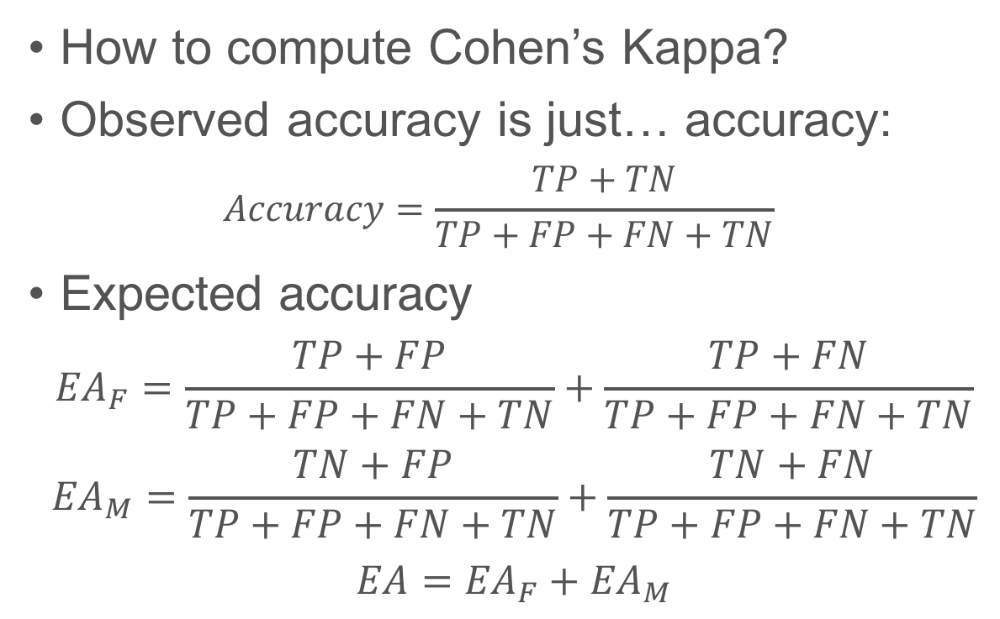 • How to compute Cohen's Kappa?
• Observed accuracy is just… accuracy:
Accuracy = \frac{TP + TN}{TP + FP + FN + TN}
• Expected accuracy
EA_F = \frac{TP + FP}{TP + FP + FN + TN} + \frac{TP + FN}{TP + FP + FN + TN}
EA_M = \frac{TN + FP}{TP + FP + FN + TN} + \frac{TN + FN}{TP + FP + FN + TN}
EA = EA_F + EA_M